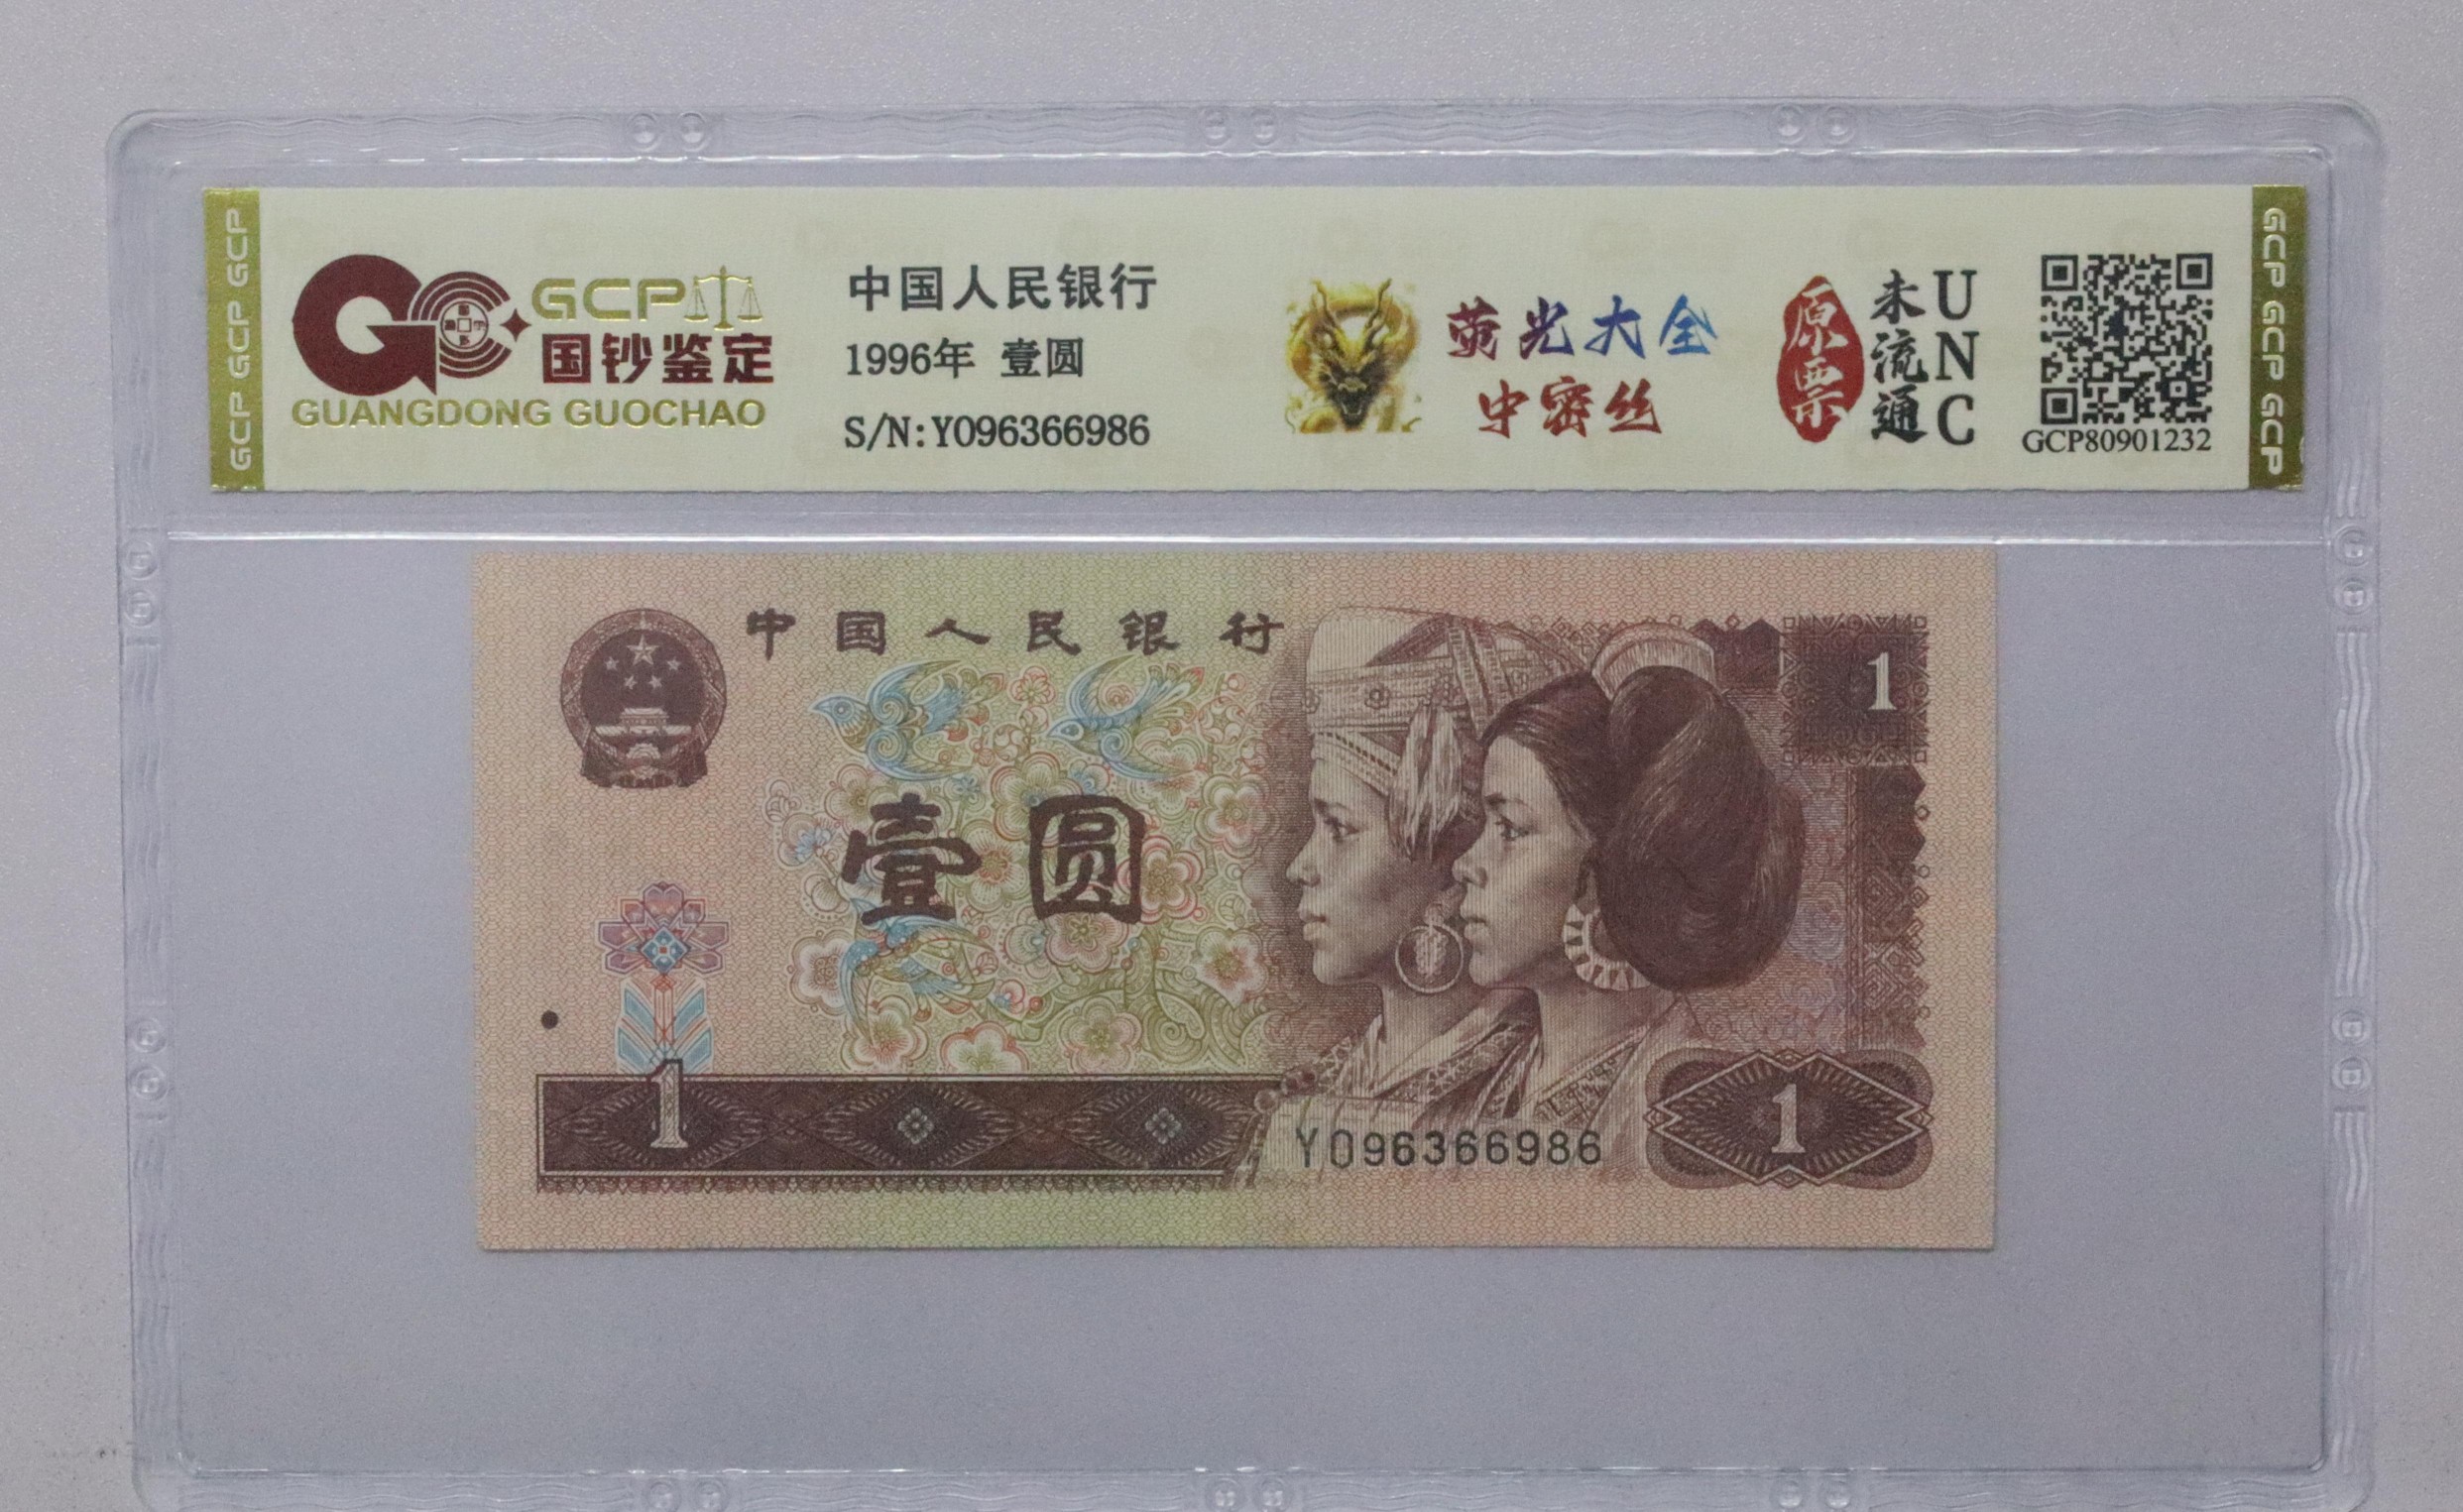 GCP GCP GCP
GCP
国钞鉴定
GUANGDONG GUOCHAO
中国人民银行
1996年 壹圆
S/N:Y096366986
荧光大全
中密丝
原票
未流通
UNC
GCP80901232
GCP GCP GCP
中国人民银行
1
壹圆
1
Y096366986
1